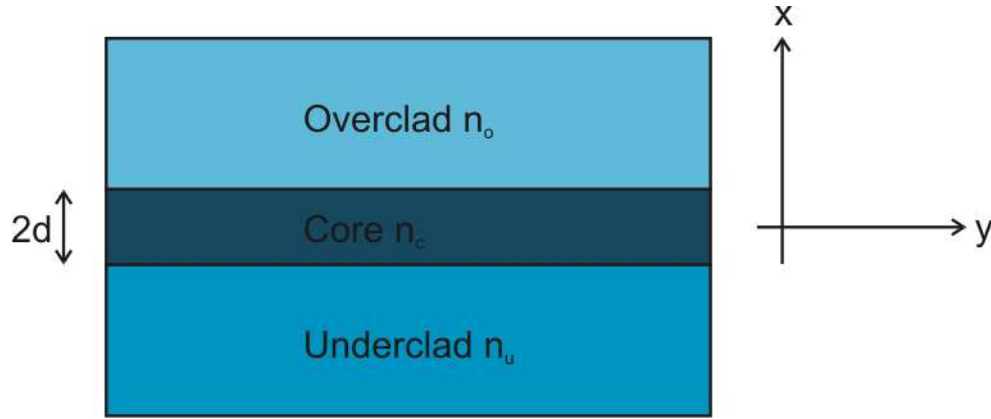 x
Overclad nₒ
2d
Core n꜀
y
Underclad nᵤ